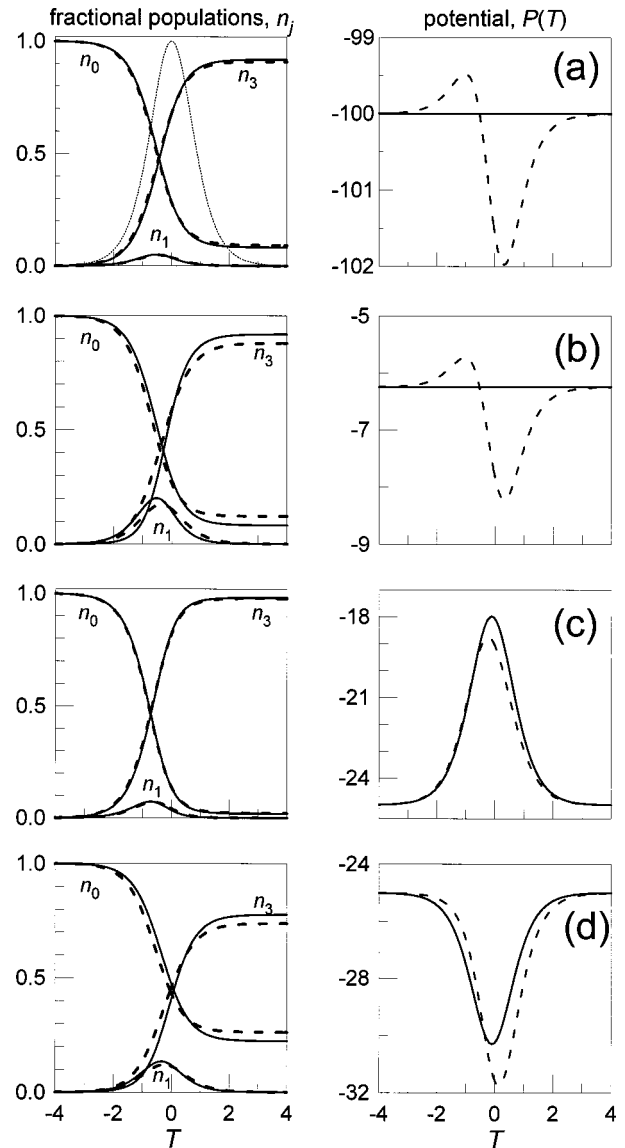 fractional populations, nj
potential, P(T)
1.0
n0
n3
0.5
n1
0.0
-99
(a)
-100
-101
-102
1.0
n0
n3
0.5
n1
0.0
-5
(b)
-6
-7
-9
1.0
n0
n3
0.5
n1
0.0
-18
(c)
-21
-24
1.0
n0
n3
0.5
n1
0.0
-24
(d)
-28
-32
-4 -2 0 2 4
T
-4 -2 0 2 4
T